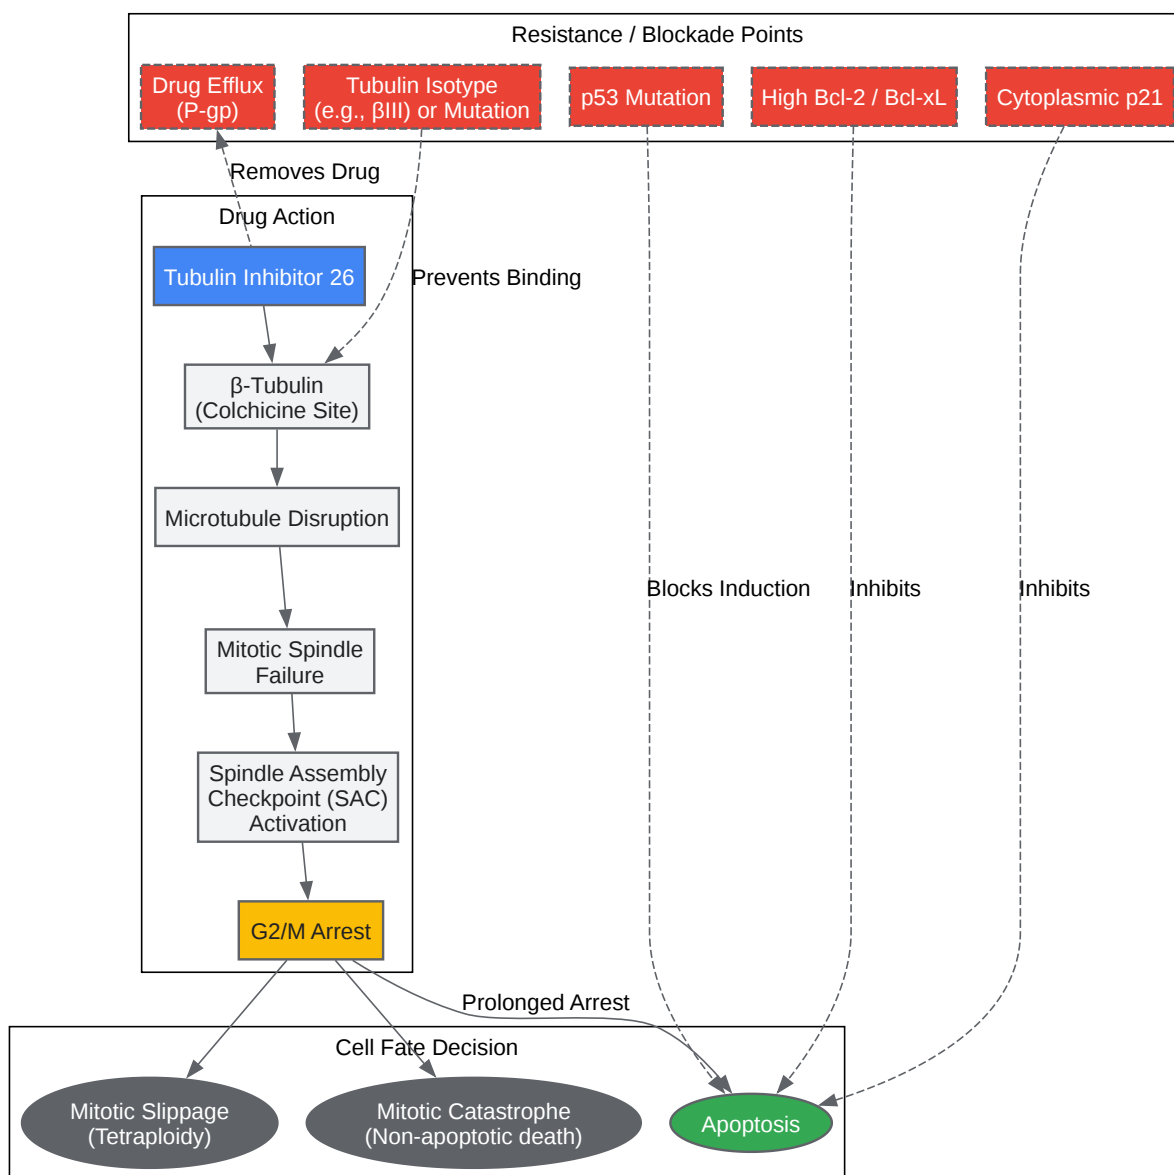 Resistance / Blockade Points
Drug Efflux
(P-gp)
Tubulin Isotype
(e.g., βIII) or Mutation
p53 Mutation
High Bcl-2 / Bcl-xL
Cytoplasmic p21
Removes Drug
Drug Action
Tubulin Inhibitor 26
Prevents Binding
β-Tubulin
(Colchicine Site)
Microtubule Disruption
Blocks Induction
Inhibits
Inhibits
Mitotic Spindle
Failure
Spindle Assembly
Checkpoint (SAC)
Activation
G2/M Arrest
Prolonged Arrest
Cell Fate Decision
Mitotic Slippage
(Tetraploidy)
Mitotic Catastrophe
(Non-apoptotic death)
Apoptosis